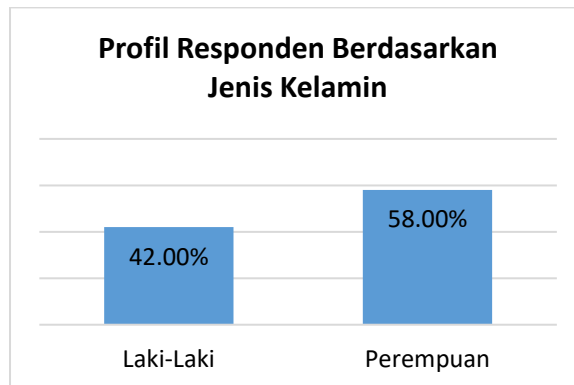 Profil Responden Berdasarkan
Jenis Kelamin
42.00%
58.00%
Laki-Laki
Perempuan